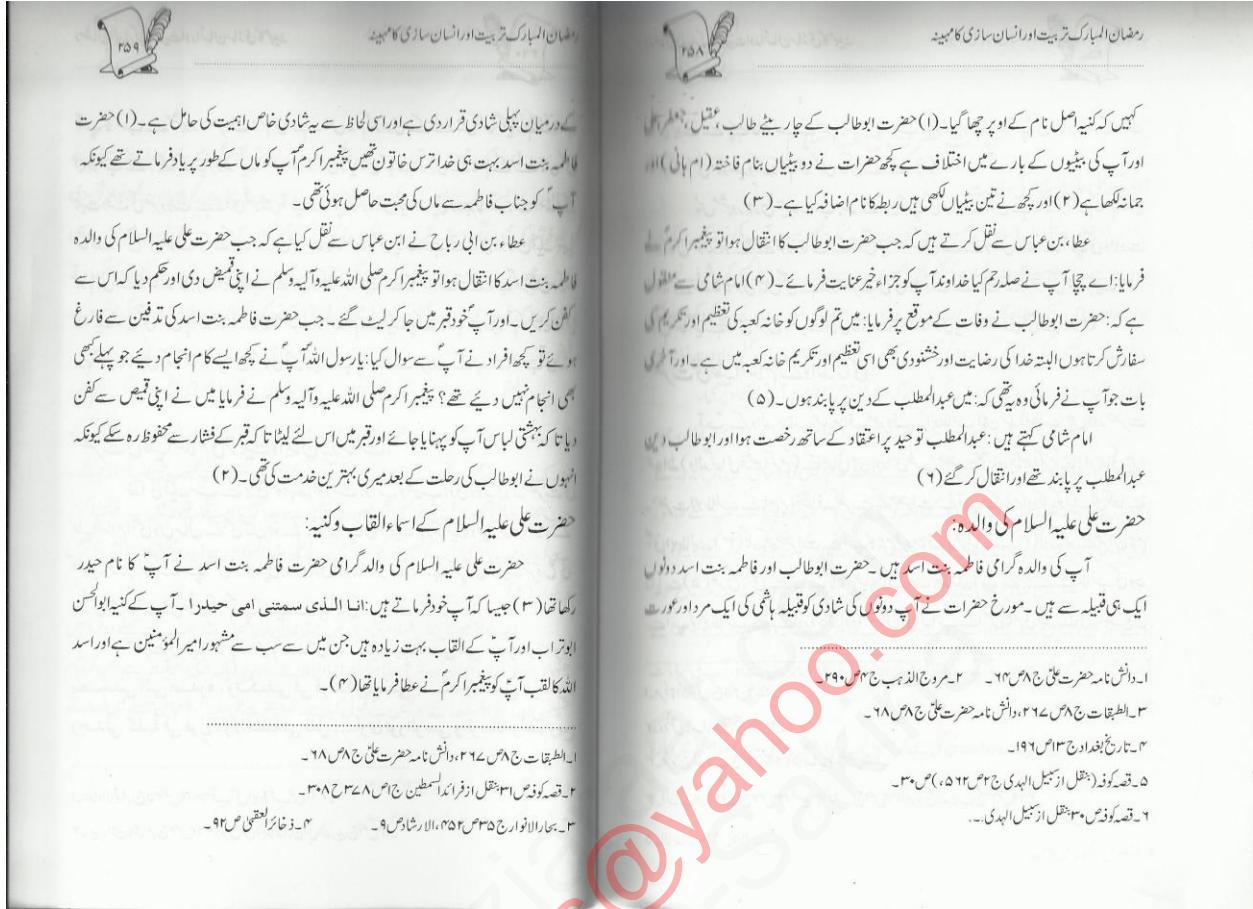 رمضان المبارک تربیت اور انسان سازی کا مہینہ
۲۵۸
کہیں کہ کنیہ اصل نام کے اوپر چھا گیا۔(۱) حضرت ابوطالب کے چار بیٹے طالب، عقیل، جعفر، علی
اور آپ کی بیٹیوں کے بارے میں اختلاف ہے کچھ حضرات نے دو بیٹیاں بنام فاختہ (ام ہانی) اور
جمانہ لکھا ہے (۲) اور کچھ نے تین بیٹیاں لکھی ہیں ربطہ کا نام اضافہ کیا ہے۔ (۳)
عطاء، بن عباس سے نقل کرتے ہیں کہ جب حضرت ابوطالب کا انتقال ہوا تو پیغمبر اکرمؐ نے
فرمایا: اے چچا آپ نے صلہ رحم کیا خداوند آپ کو جزاء خیر عنایت فرمائے۔ (۴) امام شامی سے منقول
ہے کہ: حضرت ابوطالب نے وفات کے موقع پر فرمایا: میں تم لوگوں کو خانہ کعبہ کی تعظیم اور تکریم کی
سفارش کرتا ہوں البتہ خدا کی رضایت اور خشنودی بھی اسی تعظیم اور تکریم خانہ کعبہ میں ہے۔ اور آخری
بات جو آپ نے فرمائی وہ یہ تھی کہ: میں عبدالمطلب کے دین پر پابند ہوں۔ (۵)
امام شامی کہتے ہیں: عبدالمطلب توحید پر اعتقاد کے ساتھ رخصت ہوا اور ابوطالب دین
عبدالمطلب پر پابند تھے اور انتقال کر گئے (۶)
حضرت علی علیہ السلام کی والدہ:
آپ کی والدہ گرامی فاطمہ بنت اسد ہیں۔ حضرت ابوطالب اور فاطمہ بنت اسد دونوں
ایک ہی قبیلہ سے ہیں۔ مورخ حضرات نے آپ دونوں کی شادی کو قبیلہ ہاشمی کی ایک مرد اور عورت
۱۔ دانش نامہ حضرت علیؑ ج ۸ ص ۶۴۔ ۲۔ مروج الذہب ج ۴ ص ۲۹۰۔
۳۔ الطبقات ج ۸ ص ۲۶۷، دانش نامہ حضرت علیؑ ج ۸ ص ۶۸۔
۴۔ تاریخ بغداد ج ۱۳ ص ۱۹۶۔
۵۔ قصہ کوفہ (بنقل از سبیل الہدی ج ۲ ص ۵۶۲،) ص ۳۰۔
۶۔ قصہ کوفہ ص ۳۰ بنقل از سبیل الہدی۔۔۔
رمضان المبارک تربیت اور انسان سازی کا مہینہ
۲۵۹
کے درمیان پہلی شادی قرار دی ہے اور اسی لحاظ سے یہ شادی خاص اہمیت کی حامل ہے۔ (۱) حضرت
فاطمہ بنت اسد بہت ہی خدا ترس خاتون تھیں پیغمبر اکرمؐ آپ کو ماں کے طور پر یاد فرماتے تھے کیونکہ
آپؐ کو جناب فاطمہ سے ماں کی محبت حاصل ہوئی تھی۔
عطاء بن ابی رباح نے ابن عباس سے نقل کیا ہے کہ جب حضرت علی علیہ السلام کی والدہ
فاطمہ بنت اسد کا انتقال ہوا تو پیغمبر اکرم صلی اللہ علیہ وآلیہ وسلم نے اپنی قمیض دی اور حکم دیا کہ اس سے
کفن کریں۔ اور آپؐ خود قبر میں جا کر لیٹ گئے۔ جب حضرت فاطمہ بنت اسد کی تدفین سے فارغ
ہوئے تو کچھ افراد نے آپؐ سے سوال کیا: یا رسول اللہؐ آپؐ نے کچھ ایسے کام انجام دیئے جو پہلے کبھی
بھی انجام نہیں دیئے تھے؟ پیغمبر اکرم صلی اللہ علیہ وآلیہ وسلم نے فرمایا میں نے اپنی قمیص سے کفن
دیا تا کہ بہشتی لباس آپ کو پہنایا جائے اور قبر میں اس لئے لیٹا تا کہ قبر کے فشار سے محفوظ رہ سکے کیونکہ
انہوں نے ابوطالب کی رحلت کے بعد میری بہترین خدمت کی تھی۔ (۲)
حضرت علی علیہ السلام کے اسماء القاب و کنیہ:
حضرت علی علیہ السلام کی والد گرامی حضرت فاطمہ بنت اسد نے آپؑ کا نام حیدر
رکھا تھا (۳) جیسا کہ آپ خود فرماتے ہیں: انا الذی سمتنی امی حیدرا۔ آپ کے کنیہ ابوالحسن
ابو تراب اور آپؑ کے القاب بہت زیادہ ہیں جن میں سے سب سے مشہور امیر المؤمنین ہے اور اسد
اللہ کا لقب آپؑ کو پیغمبر اکرمؐ نے عطا فرمایا تھا (۴)۔
۱۔ الطبقات ج ۸ ص ۲۶۷، دانش نامہ حضرت علیؑ ج ۸ ص ۶۸۔
۲۔ قصہ کوفہ ص ۳۱ بنقل از فرائد السمطین ج ۱ ص ۳۷۸ ح ۳۰۸۔
۳۔ بحار الانوار ج ۳۵ ص ۴۵۲، الارشاد ص ۹۔ ۴۔ ذخائر العقبیٰ ص ۹۲۔
s@yahoo.com